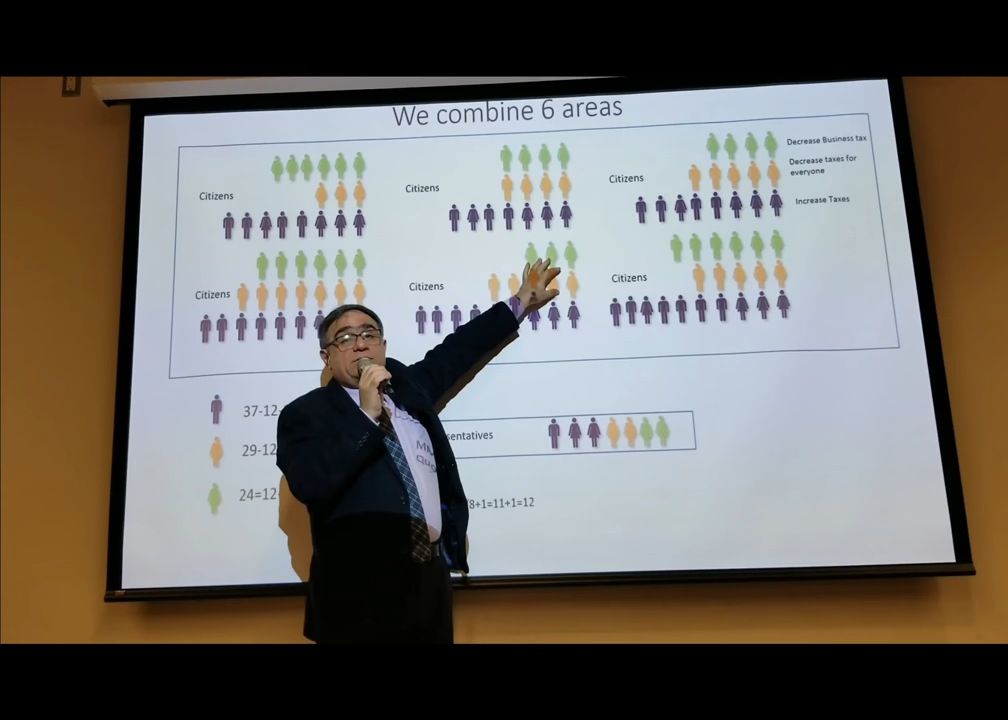 We combine 6 areas
Citizens
Citizens
Citizens
Decrease Business tax
Decrease taxes for
everyone
Increase Taxes
Citizens
Citizens
Citizens
37-12-
29-12
24=12
sentatives
/8+1=11+1=12